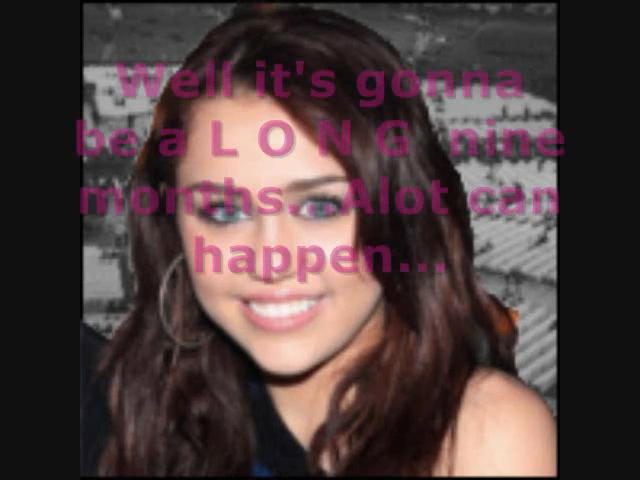 Well it's gonna
be a L O N G nine
months. .Alot can
happen...